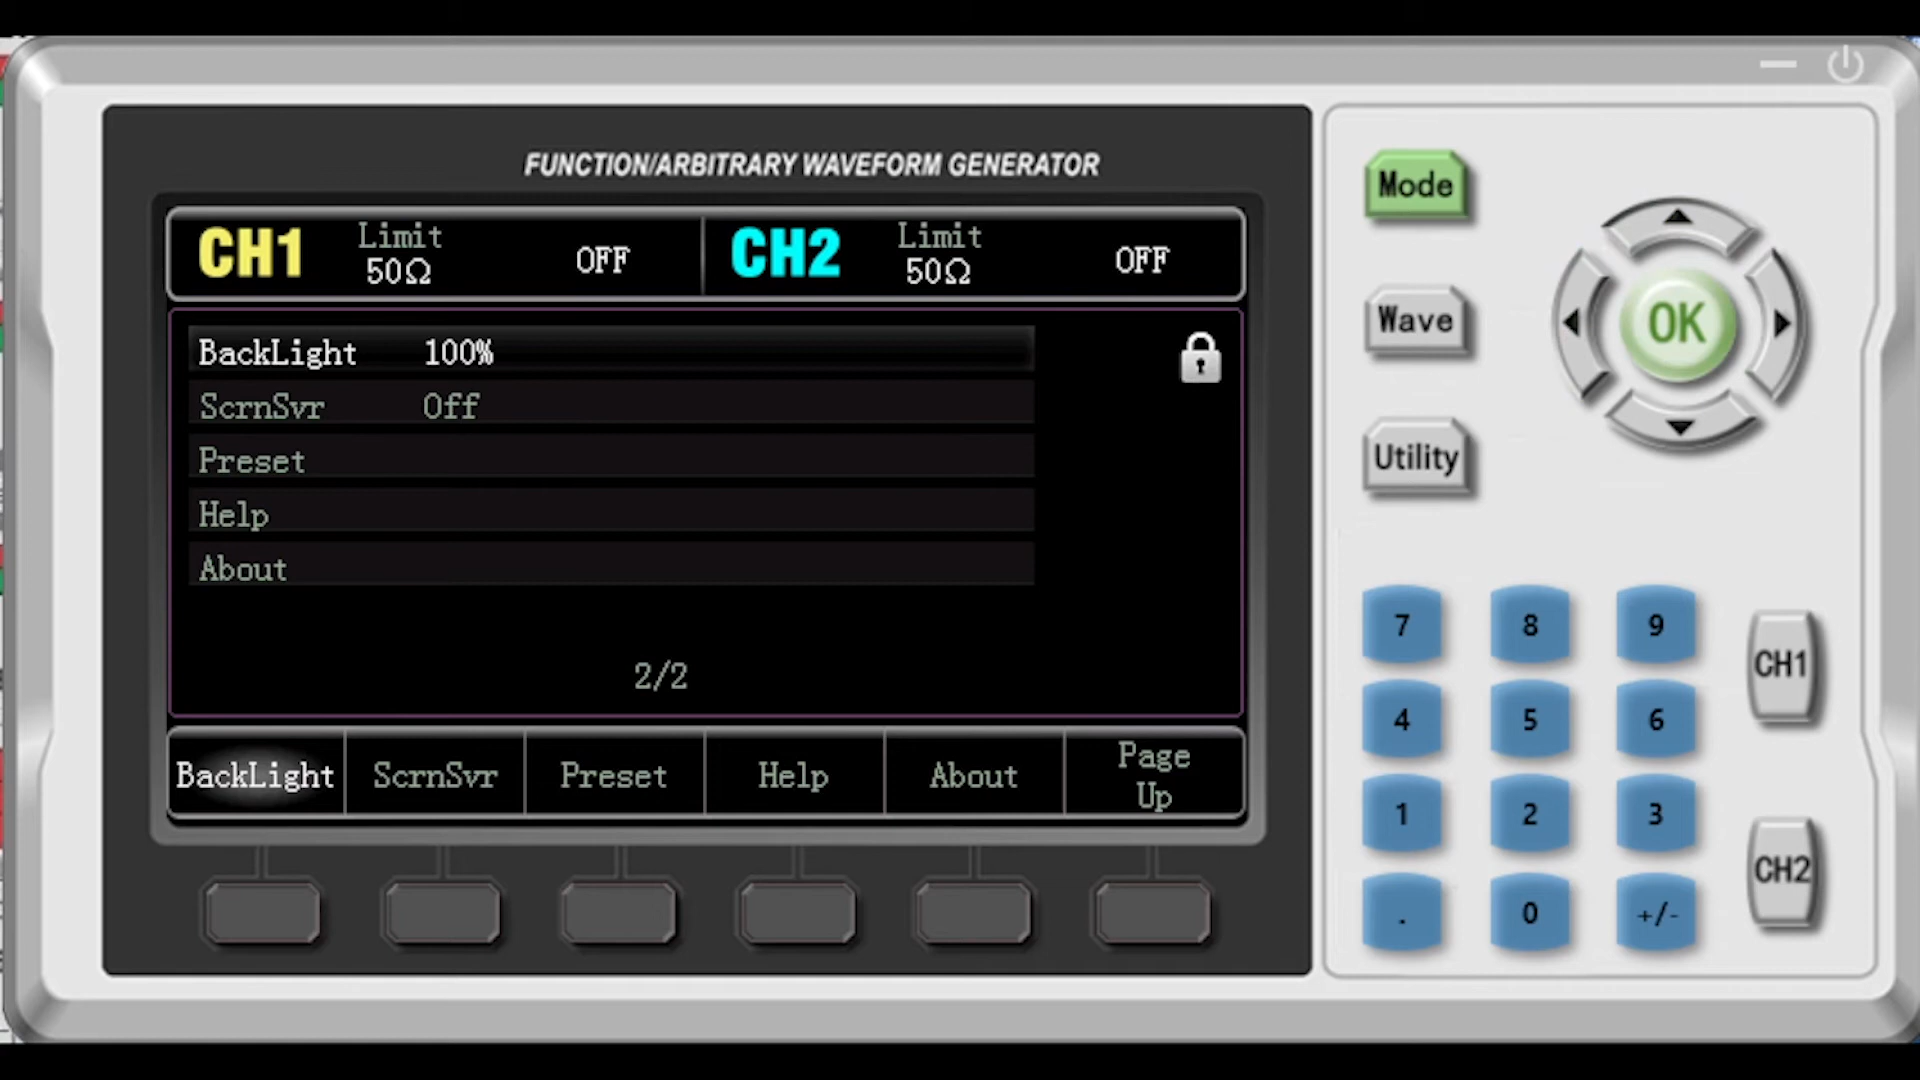 FUNCTION/ARBITRARY WAVEFORM GENERATOR
CH1 Limit 50Ω OFF CH2 Limit 50Ω OFF
BackLight 100%
ScrnSvr Off
Preset
Help
About
2/2
BackLight ScrnSvr Preset Help About Page Up
Mode
Wave
OK
Utility
7 8 9
CH1
4 5 6
1 2 3
CH2
. 0 +/-